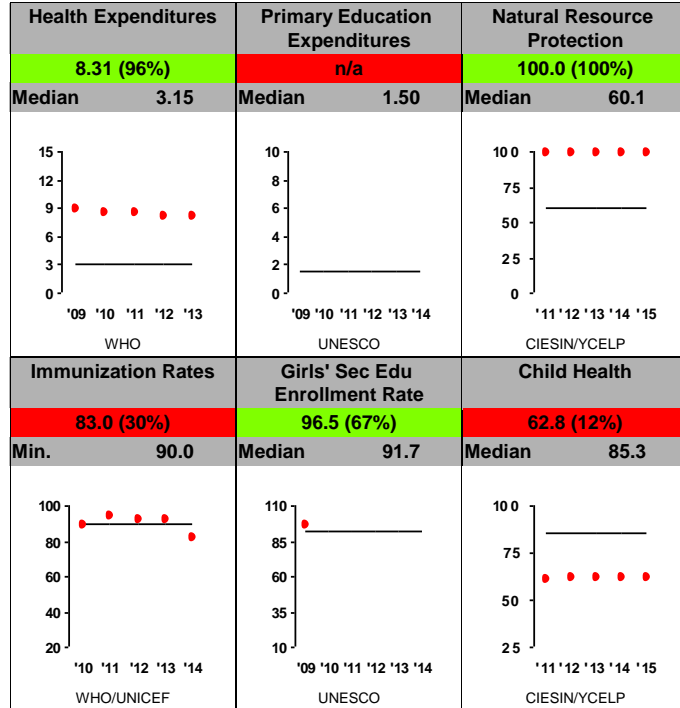 Health Expenditures
8.31 (96%)
Median 3.15
15
12
9
6
3
0
'09 '10 '11 '12 '13
WHO
Primary Education
Expenditures
n/a
Median 1.50
10
8
6
4
2
0
'09 '10 '11 '12 '13 '14
UNESCO
Natural Resource
Protection
100.0 (100%)
Median 60.1
100
75
50
25
0
'11 '12 '13 '14 '15
CIESIN/YCELP
Immunization Rates
83.0 (30%)
Min. 90.0
100
80
60
40
20
'10 '11 '12 '13 '14
WHO/UNICEF
Girls' Sec Edu
Enrollment Rate
96.5 (67%)
Median 91.7
110
85
60
35
10
'09 '10 '11 '12 '13 '14
UNESCO
Child Health
62.8 (12%)
Median 85.3
100
75
50
25
'11 '12 '13 '14 '15
CIESIN/YCELP